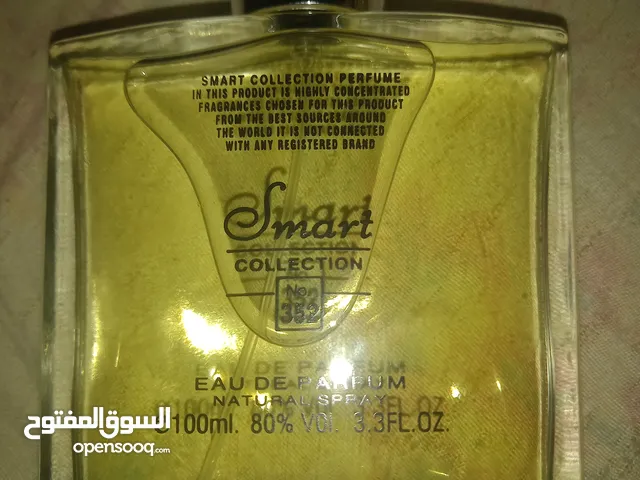 SMART COLLECTION PERFUME
IN THIS PRODUCT IS HIGHLY CONCENTRATED
FRAGRANCES CHOSEN FOR THIS PRODUCT
FROM THE BEST SOURCES AROUND
THE WORLD IT IS NOT CONNECTED
WITH ANY REGISTERED BRAND
Smart
COLLECTION
No.
352
EAU DE PARFUM
NATURAL SPRAY
100ml. 80% Vol. 3.3FL.OZ.
السوق المفتوح
opensooq.com